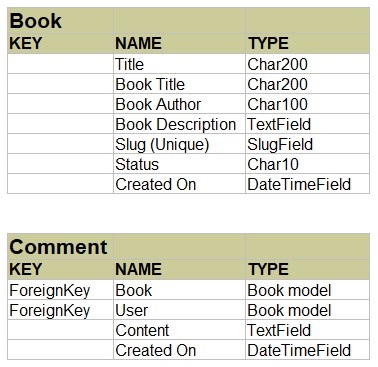 Book
KEY NAME TYPE
Title Char200
Book Title Char200
Book Author Char100
Book Description TextField
Slug (Unique) SlugField
Status Char10
Created On DateTimeField
Comment
KEY NAME TYPE
ForeignKey Book Book model
ForeignKey User Book model
Content TextField
Created On DateTimeField